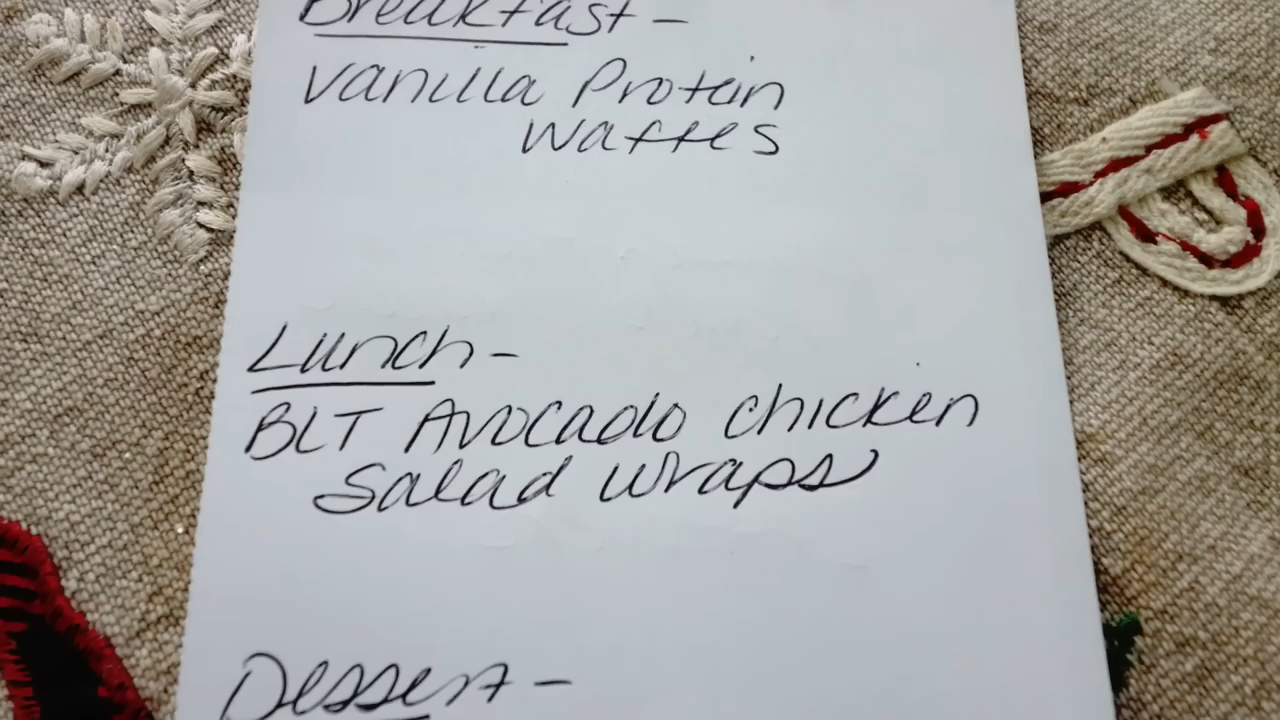 Breakfast -
Vanilla Protein
Waffles
Lunch -
BLT Avocado chicken
Salad wraps
Dessert -